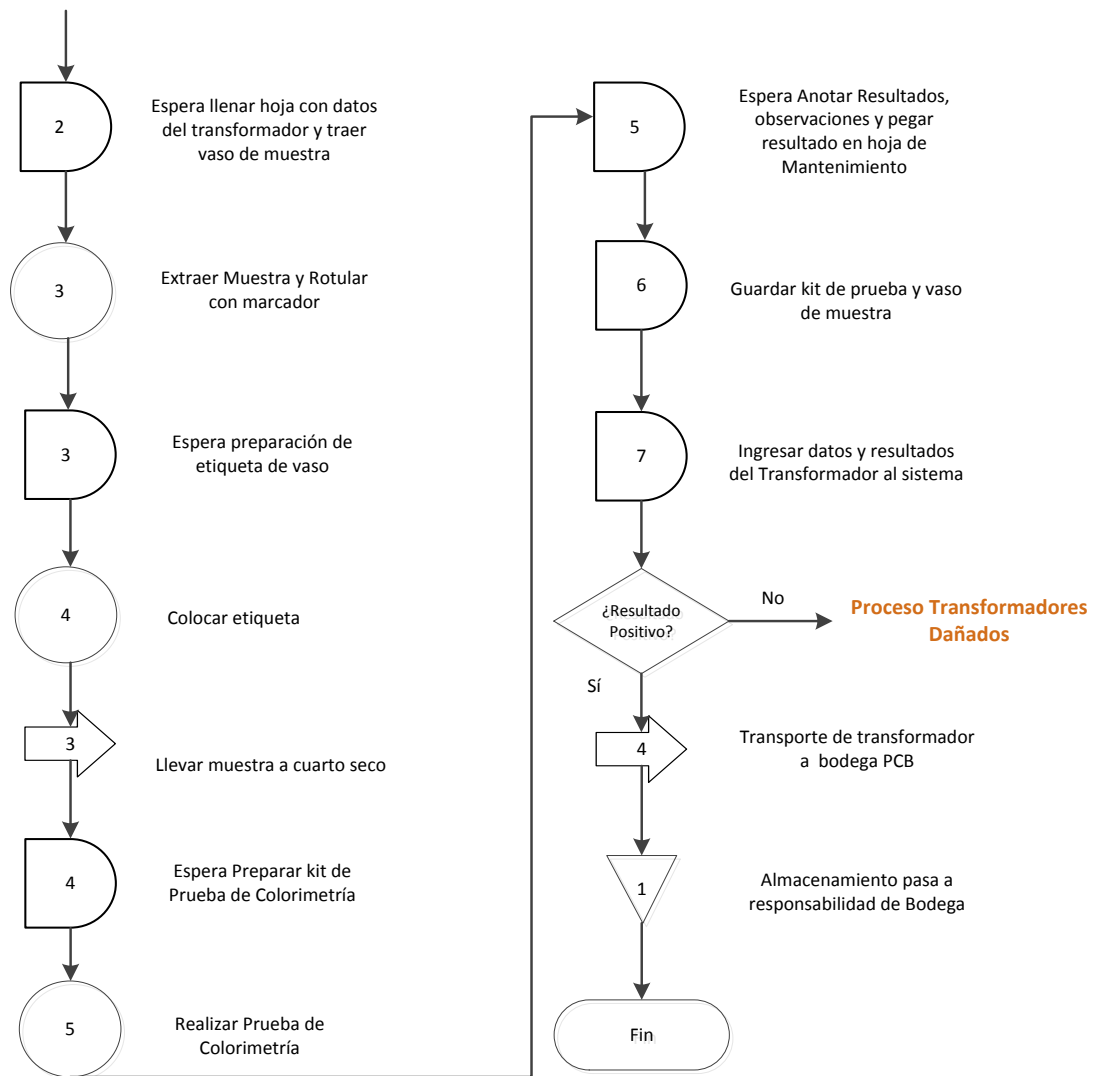 2
Espera llenar hoja con datos
del transformador y traer
vaso de muestra
3
Extraer Muestra y Rotular
con marcador
3
Espera preparación de
etiqueta de vaso
4
Colocar etiqueta
3
Llevar muestra a cuarto seco
4
Espera Preparar kit de
Prueba de Colorimetría
5
Realizar Prueba de
Colorimetría
5
Espera Anotar Resultados,
observaciones y pegar
resultado en hoja de
Mantenimiento
6
Guardar kit de prueba y vaso
de muestra
7
Ingresar datos y resultados
del Transformador al sistema
¿Resultado
Positivo?
No
Proceso Transformadores
Dañados
Sí
4
Transporte de transformador
a bodega PCB
1
Almacenamiento pasa a
responsabilidad de Bodega
Fin